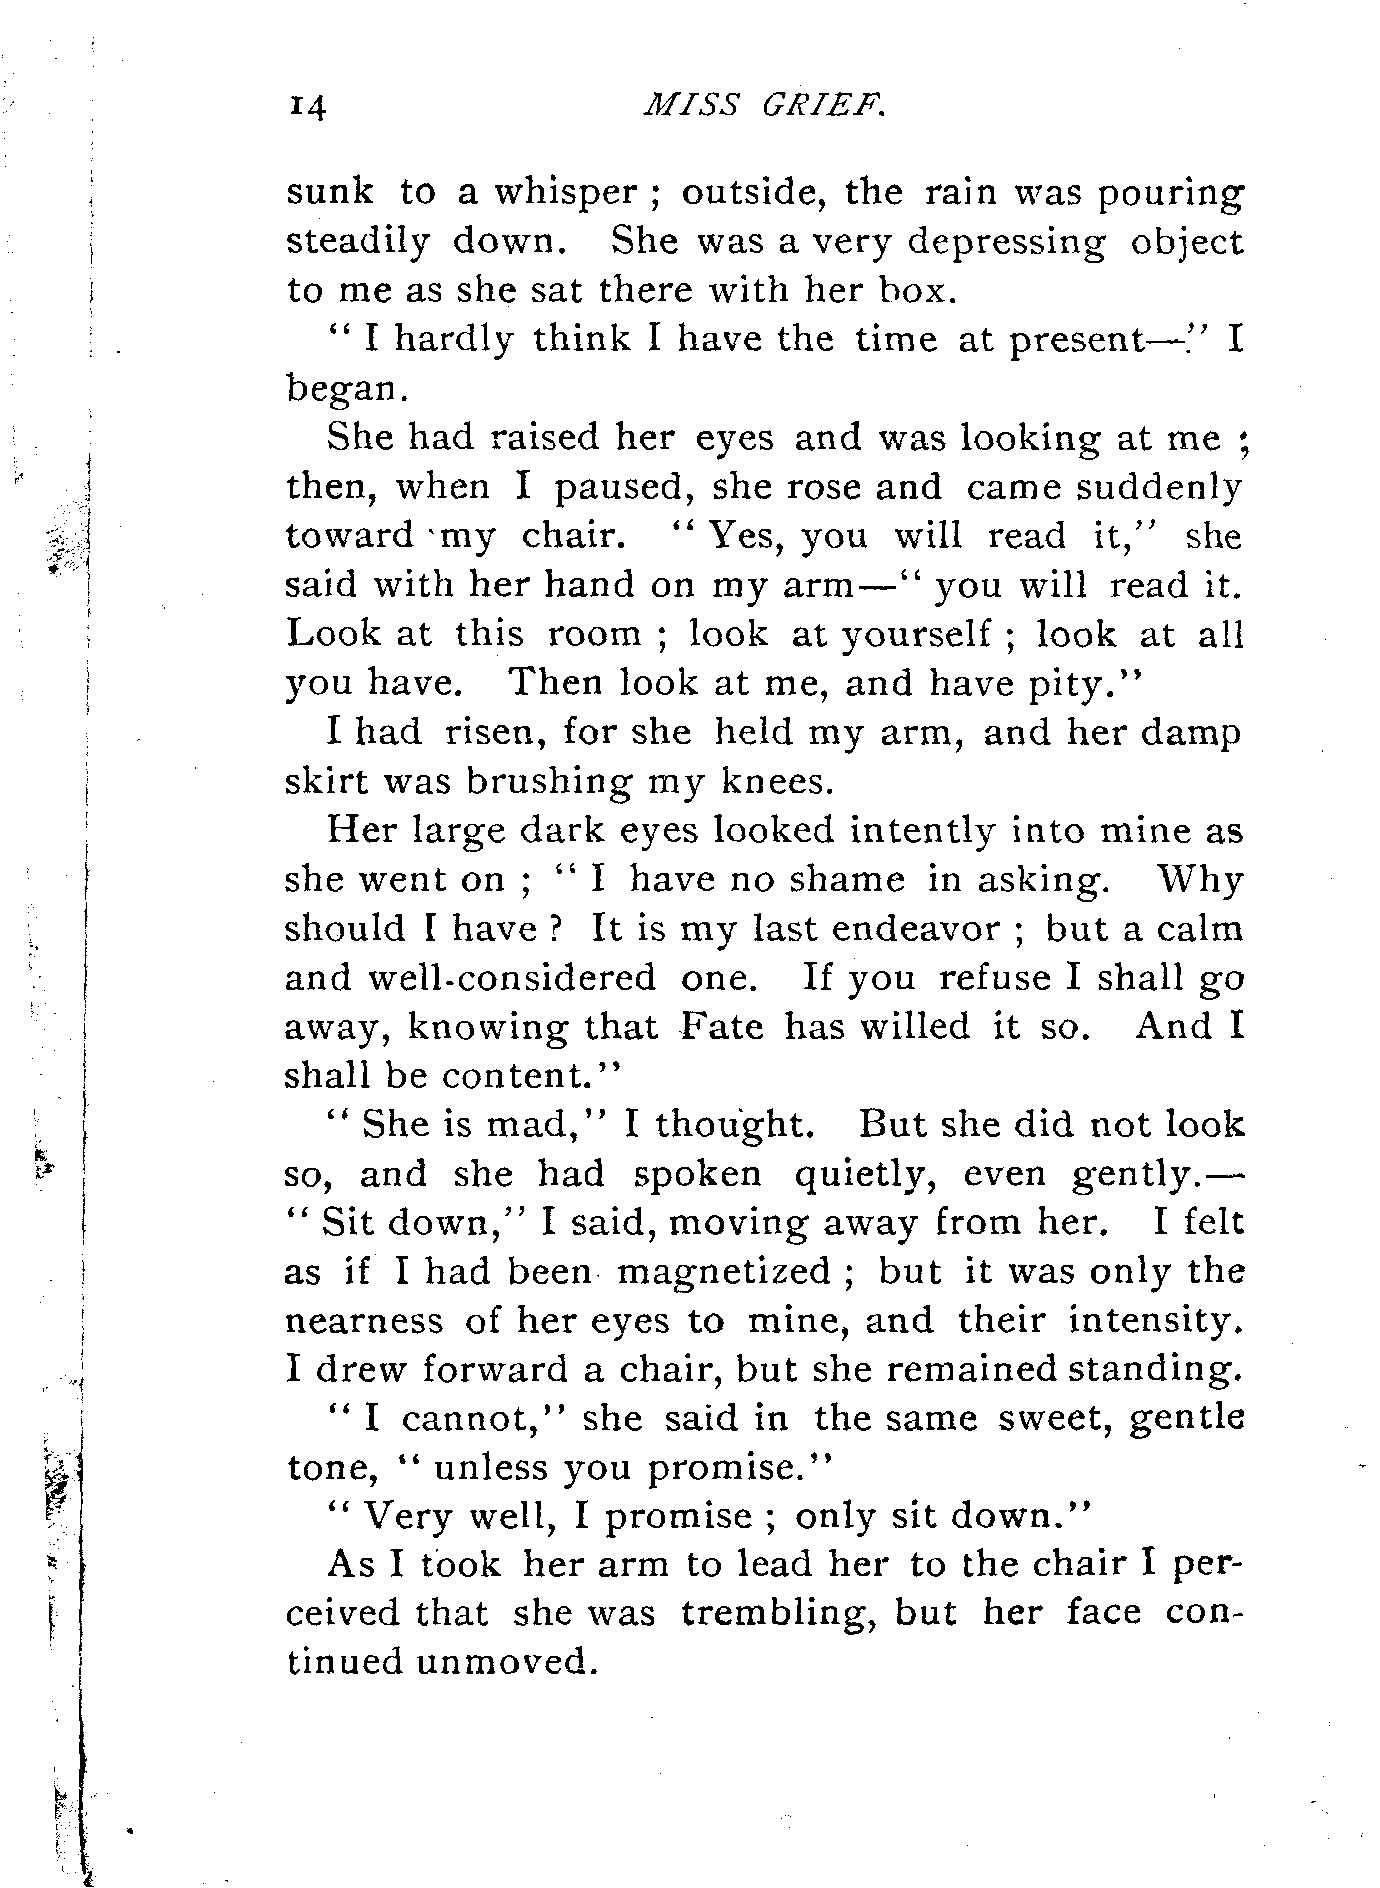 14 MISS GRIEF.
sunk to a whisper ; outside, the rain was pouring
steadily down. She was a very depressing object
to me as she sat there with her box.
“ I hardly think I have the time at present—” I
began.
She had raised her eyes and was looking at me ;
then, when I paused, she rose and came suddenly
toward my chair. “ Yes, you will read it,” she
said with her hand on my arm—“ you will read it.
Look at this room ; look at yourself ; look at all
you have. Then look at me, and have pity.”
I had risen, for she held my arm, and her damp
skirt was brushing my knees.
Her large dark eyes looked intently into mine as
she went on ; “ I have no shame in asking. Why
should I have ? It is my last endeavor ; but a calm
and well-considered one. If you refuse I shall go
away, knowing that Fate has willed it so. And I
shall be content.”
“ She is mad,” I thought. But she did not look
so, and she had spoken quietly, even gently.—
“ Sit down,” I said, moving away from her. I felt
as if I had been magnetized ; but it was only the
nearness of her eyes to mine, and their intensity.
I drew forward a chair, but she remained standing.
“ I cannot,” she said in the same sweet, gentle
tone, “ unless you promise.”
“ Very well, I promise ; only sit down.”
As I took her arm to lead her to the chair I per-
ceived that she was trembling, but her face con-
tinued unmoved.